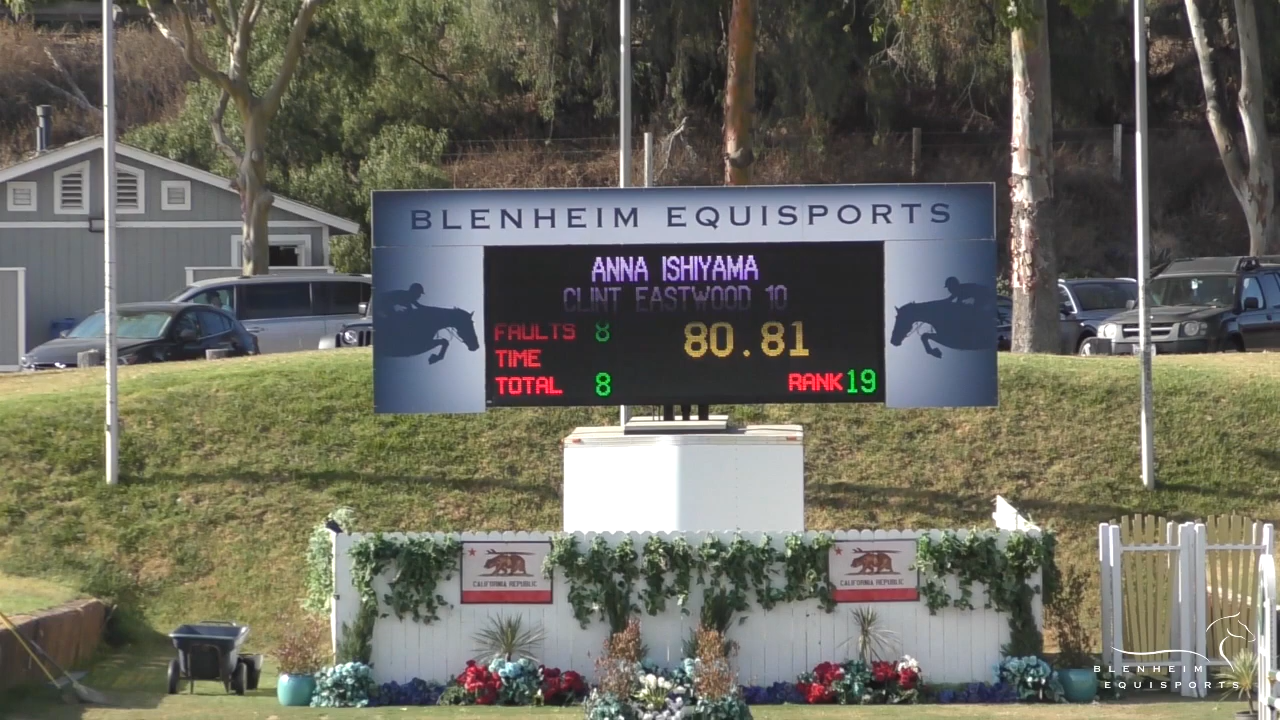 BLENHEIM EQUISPORTS
ANNA ISHIYAMA
CLINT EASTWOOD 10
FAULTS 8 80.81
TIME
TOTAL 8 RANK 19
CALIFORNIA REPUBLIC
CALIFORNIA REPUBLIC
BLENHEIM
EQUISPORTS